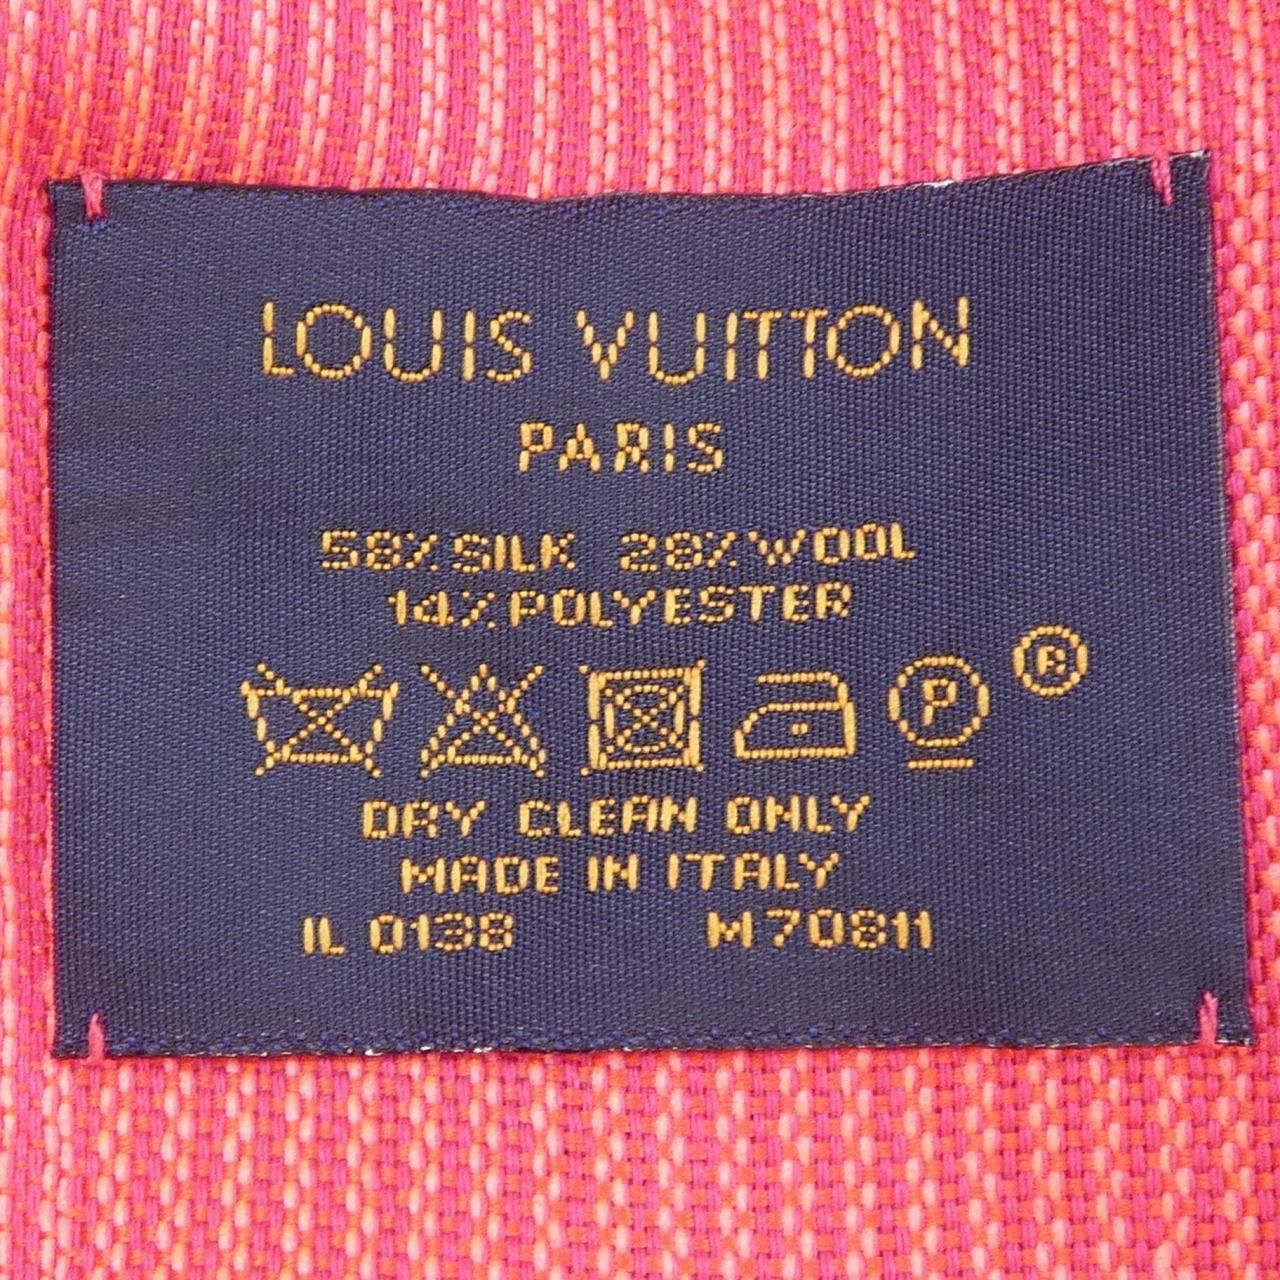 LOUIS VUITTON
PARIS
58% SILK 28% WOOL
14% POLYESTER
P ®
DRY CLEAN ONLY
MADE IN ITALY
IL 0138 M70811